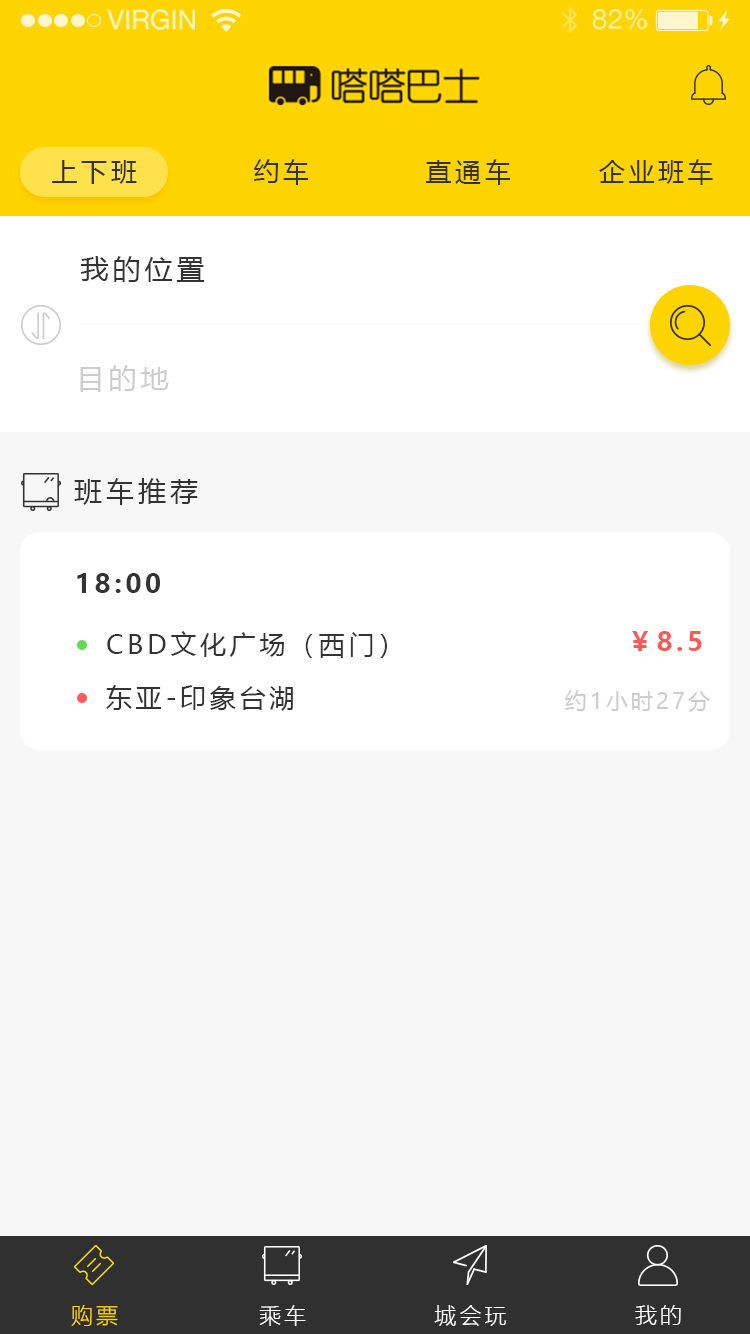 VIRGIN 82%
嗒嗒巴士
上下班 约车 直通车 企业班车
我的位置
目的地
班车推荐
18:00
CBD文化广场（西门） ¥8.5
东亚-印象台湖 约1小时27分
购票 乘车 城会玩 我的